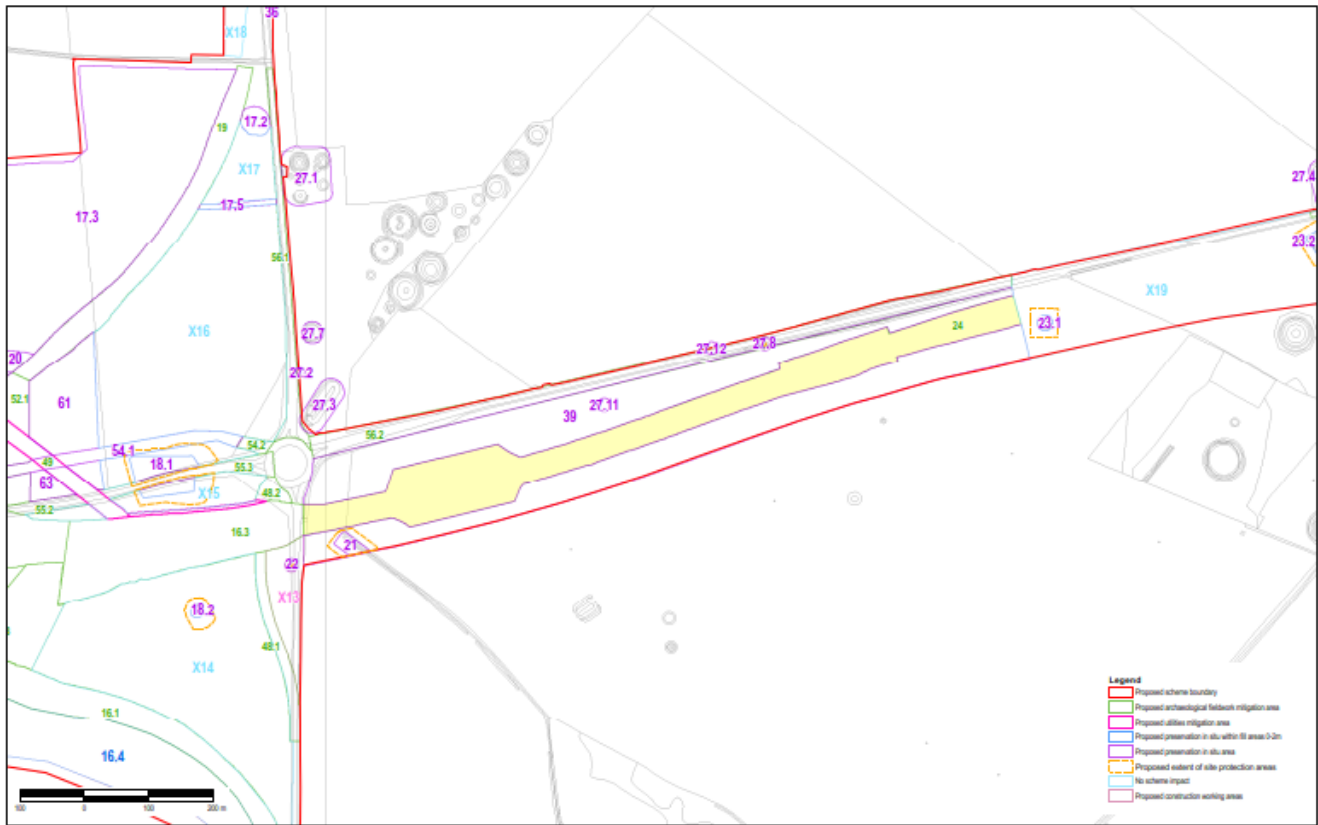 36
X18
19
17.2
X17
27.1
27.4
17.5
17.3
23.2
56.1
X19
X16
24
23.1
27.7
27.12
27.8
20
27.2
52.1
61
27.3
27.11
39
56.2
54.1
54.2
49
18.1
55.3
63
X15
48.2
55.2
16.3
21
22
X13
18.2
48.1
X14
16.1
16.4
Legend
Proposed scheme boundary
Proposed archaeological fieldwork mitigation area
Proposed utilities mitigation area
Proposed preservation in situ within fill areas 0-2m
Proposed preservation in situ area
Proposed extent of site protection areas
No scheme impact
Proposed construction working areas
100 0 100 200 m